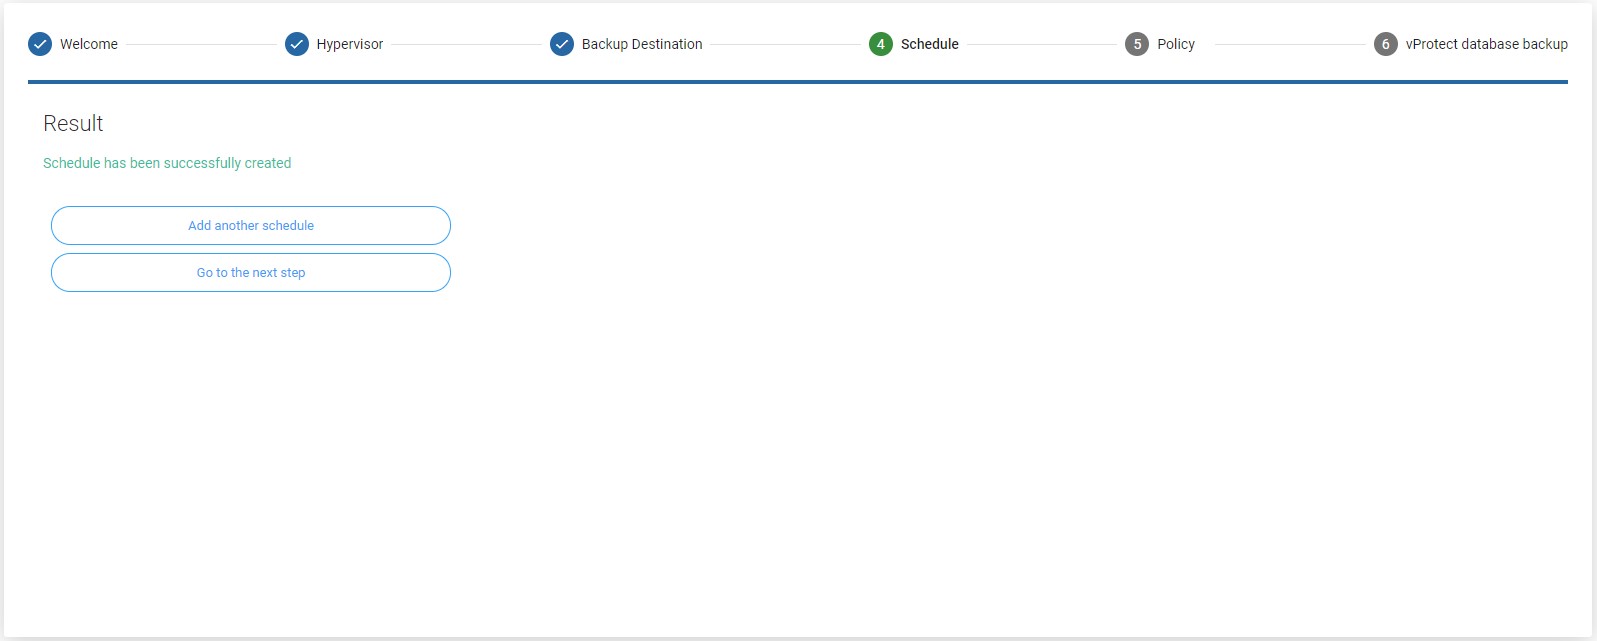 Welcome
Hypervisor
Backup Destination
4 Schedule
5 Policy
6 vProtect database backup
Result
Schedule has been successfully created
Add another schedule
Go to the next step